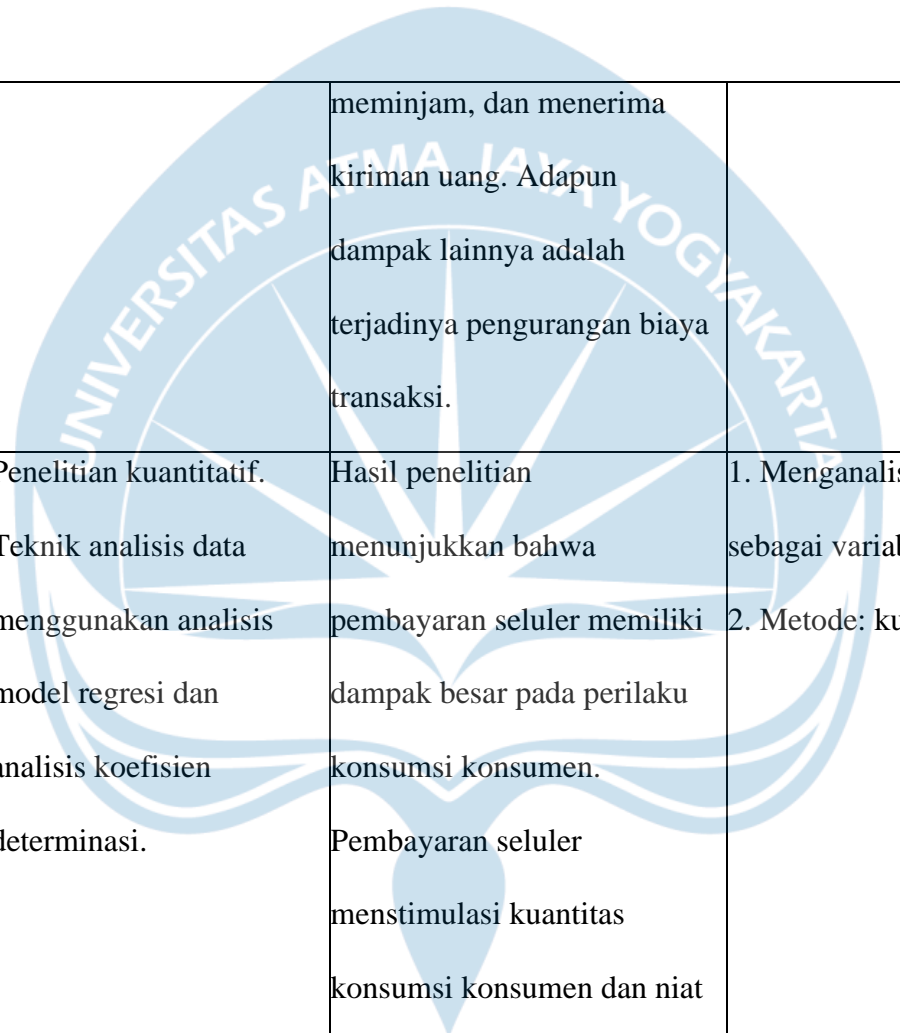 UNIVERSITAS ATMA JAYA YOGYAKARTA
meminjam, dan menerima
kiriman uang. Adapun
dampak lainnya adalah
terjadinya pengurangan biaya
transaksi.
Penelitian kuantitatif.
Teknik analisis data
menggunakan analisis
model regresi dan
analisis koefisien
determinasi.
Hasil penelitian
menunjukkan bahwa
pembayaran seluler memiliki
dampak besar pada perilaku
konsumsi konsumen.
Pembayaran seluler
menstimulasi kuantitas
konsumsi konsumen dan niat
1. Menganalis
sebagai variab
2. Metode: ku